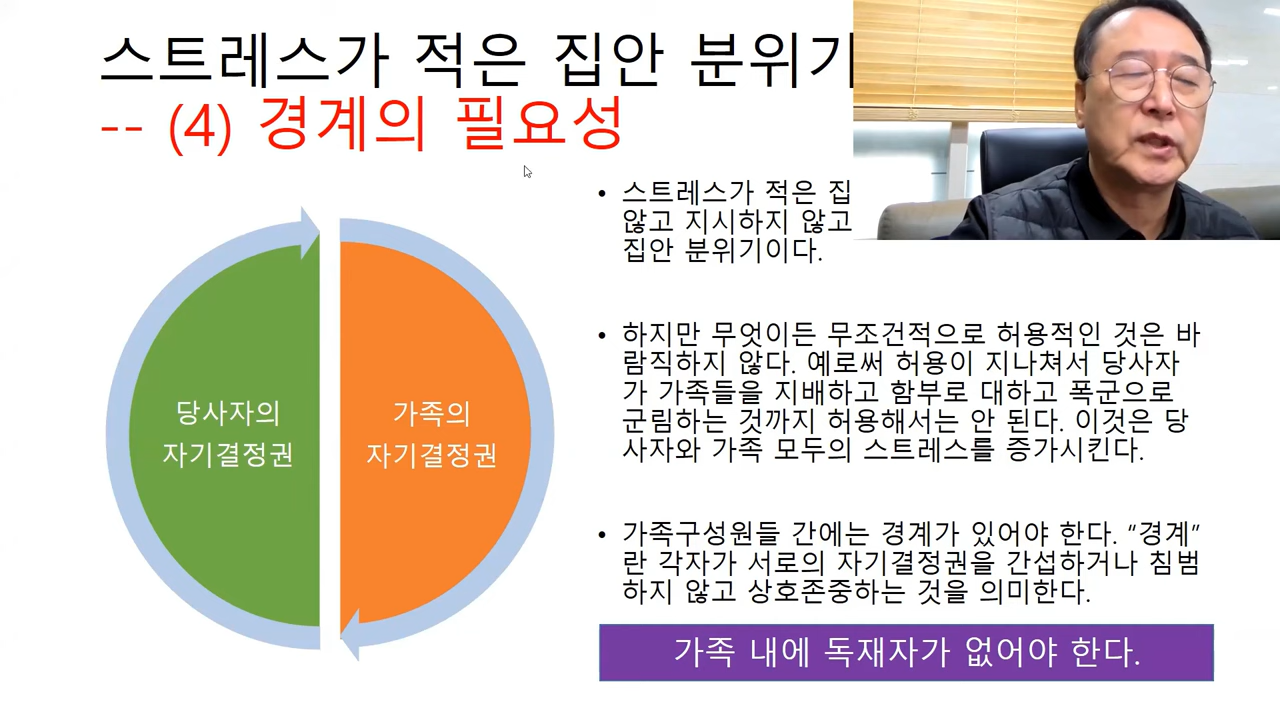 스트레스가 적은 집안 분위기
-- (4) 경계의 필요성
당사자의
자기결정권
가족의
자기결정권
• 스트레스가 적은 집
않고 지시하지 않고
집안 분위기이다.
• 하지만 무엇이든 무조건적으로 허용적인 것은 바
람직하지 않다. 예로써 허용이 지나쳐서 당사자
가 가족들을 지배하고 함부로 대하고 폭군으로
군림하는 것까지 허용해서는 안 된다. 이것은 당
사자와 가족 모두의 스트레스를 증가시킨다.
• 가족구성원들 간에는 경계가 있어야 한다. “경계”
란 각자가 서로의 자기결정권을 간섭하거나 침범
하지 않고 상호존중하는 것을 의미한다.
가족 내에 독재자가 없어야 한다.